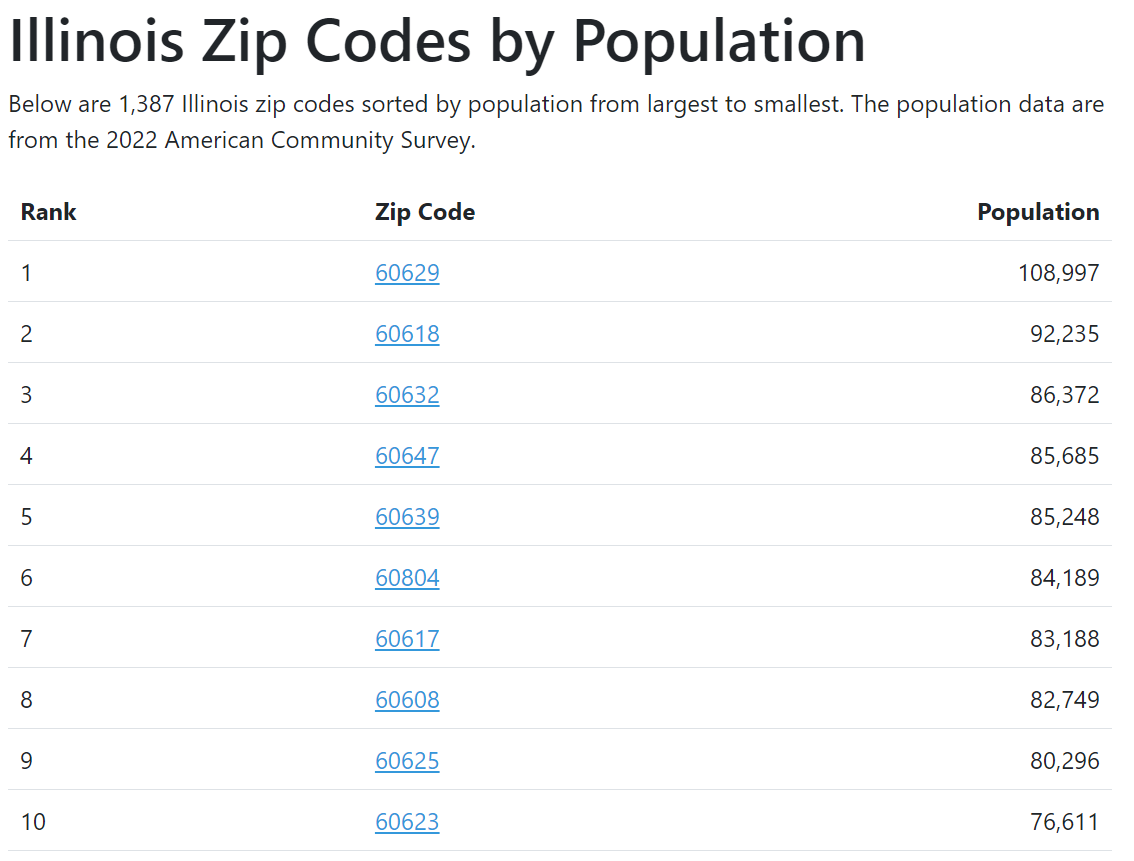 Illinois Zip Codes by Population
Below are 1,387 Illinois zip codes sorted by population from largest to smallest. The population data are
from the 2022 American Community Survey.
Rank Zip Code Population
1 60629 108,997
2 60618 92,235
3 60632 86,372
4 60647 85,685
5 60639 85,248
6 60804 84,189
7 60617 83,188
8 60608 82,749
9 60625 80,296
10 60623 76,611